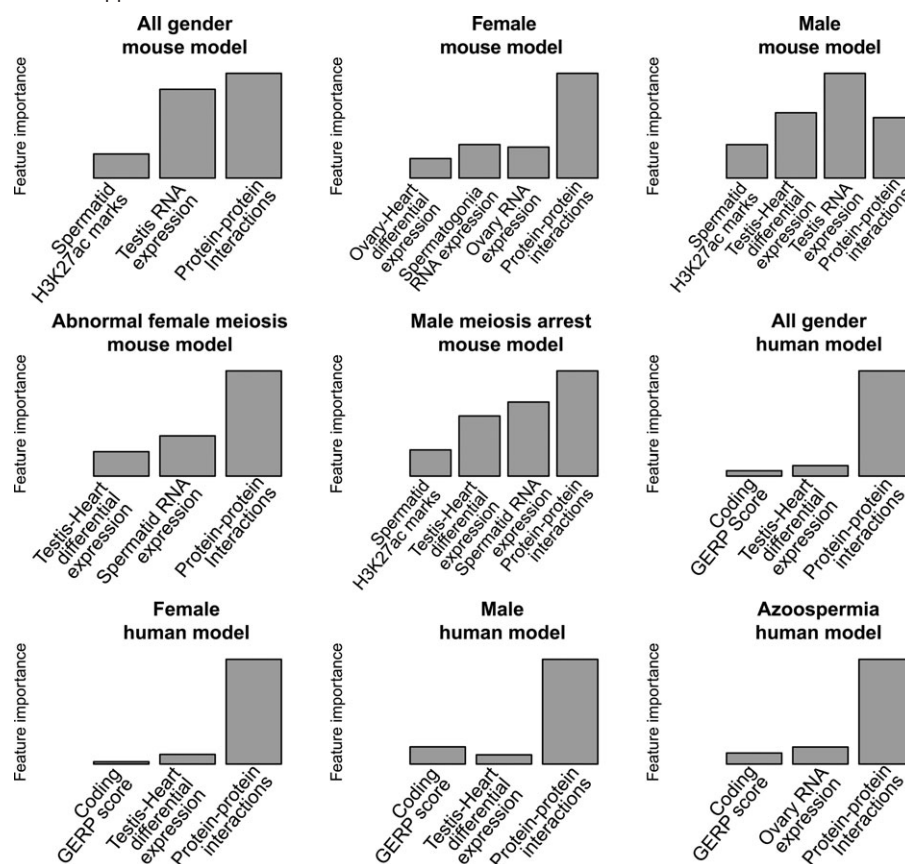 All gender
mouse model
Feature importance
Spermatid
H3K27ac marks
Testis RNA
expression
Protein-protein
Interactions
Female
mouse model
Feature importance
Ovary-Heart
differential
expression
Spermatogonia
RNA expression
Ovary RNA
expression
Protein-protein
interactions
Male
mouse model
Feature importance
Spermatid
H3K27ac marks
Testis-Heart
differential
expression
Testis RNA
expression
Protein-protein
interactions
Abnormal female meiosis
mouse model
Feature importance
Testis-Heart
differential
expression
Spermatid RNA
expression
Protein-protein
Interactions
Male meiosis arrest
mouse model
Feature importance
Spermatid
H3K27ac marks
Testis-Heart
differential
expression
Spermatid RNA
expression
Protein-protein
interactions
All gender
human model
Feature importance
Coding
GERP Score
Testis-Heart
differential
expression
Protein-protein
interactions
Female
human model
Feature importance
Coding
GERP score
Testis-Heart
differential
expression
Protein-protein
interactions
Male
human model
Feature importance
Coding
GERP score
Testis-Heart
differential
expression
Protein-protein
interactions
Azoospermia
human model
Feature importance
Coding
GERP score
Ovary RNA
expression
Protein-protein
interactions